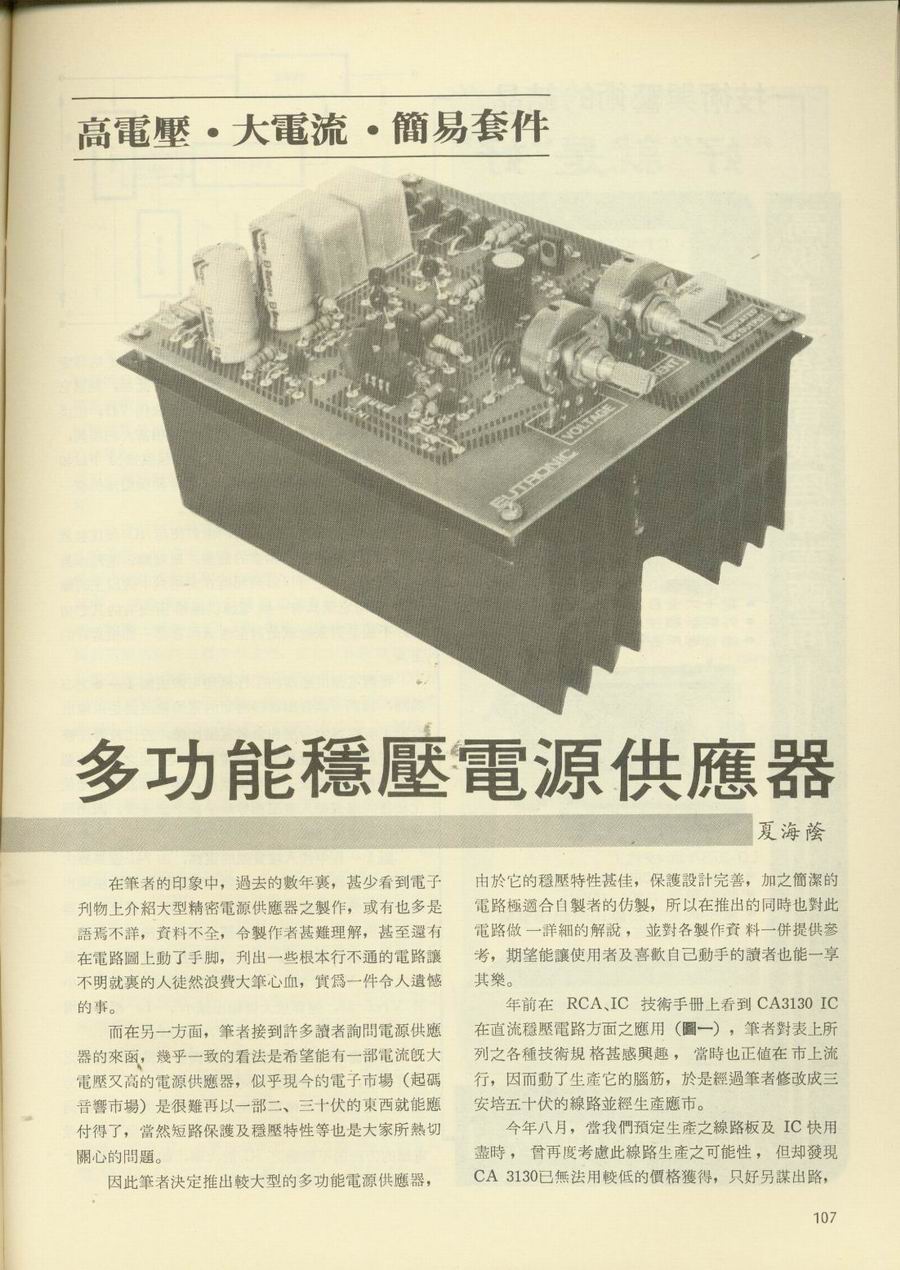 高電壓・大電流・簡易套件
VOLTAGE
EUTRONIC
多功能穩壓電源供應器
夏海蔭
在筆者的印象中，過去的數年裏，甚少看到電子
刋物上介紹大型精密電源供應器之製作，或有也多是
語焉不詳，資料不全，令製作者甚難理解，甚至還有
在電路圖上動了手脚，刋出一些根本行不通的電路讓
不明就裏的人徒然浪費大筆心血，實爲一件令人遺憾
的事。
而在另一方面，筆者接到許多讀者詢問電源供應
器的來函，幾乎一致的看法是希望能有一部電流旣大
電壓又高的電源供應器，似乎現今的電子市場（起碼
音響市場）是很難再以一部二、三十伏的東西就能應
付得了，當然短路保護及穩壓特性等也是大家所熱切
關心的問題。
因此筆者決定推出較大型的多功能電源供應器，
由於它的穩壓特性甚佳，保護設計完善，加之簡潔的
電路極適合自製者的仿製，所以在推出的同時也對此
電路做一詳細的解說，並對各製作資料一併提供參
考，期望能讓使用者及喜歡自己動手的讀者也能一享
其樂。
年前在 RCA、IC 技術手冊上看到 CA3130 IC
在直流穩壓電路方面之應用（圖一），筆者對表上所
列之各種技術規格甚感興趣，當時也正値在市上流
行，因而動了生產它的腦筋，於是經過筆者修改成三
安培五十伏的線路並經生產應市。
今年八月，當我們預定生產之線路板及 IC 快用
盡時，曾再度考慮此線路生產之可能性，但却發現
CA 3130已無法用較低的價格獲得，只好另謀出路，
107